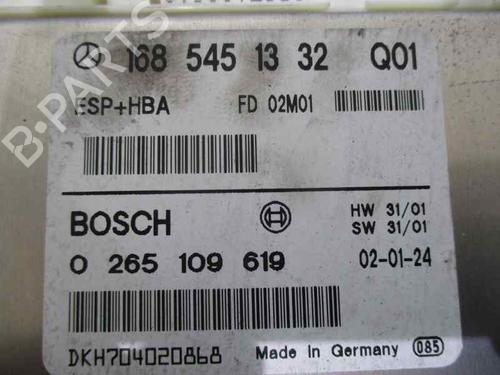 168 545 13 32 Q01
ESP+HBA FD 02M01
BOSCH HW 31/01
SW 31/01
0 265 109 619 02-01-24
DKH704020868 Made in Germany 085
B-PARTS